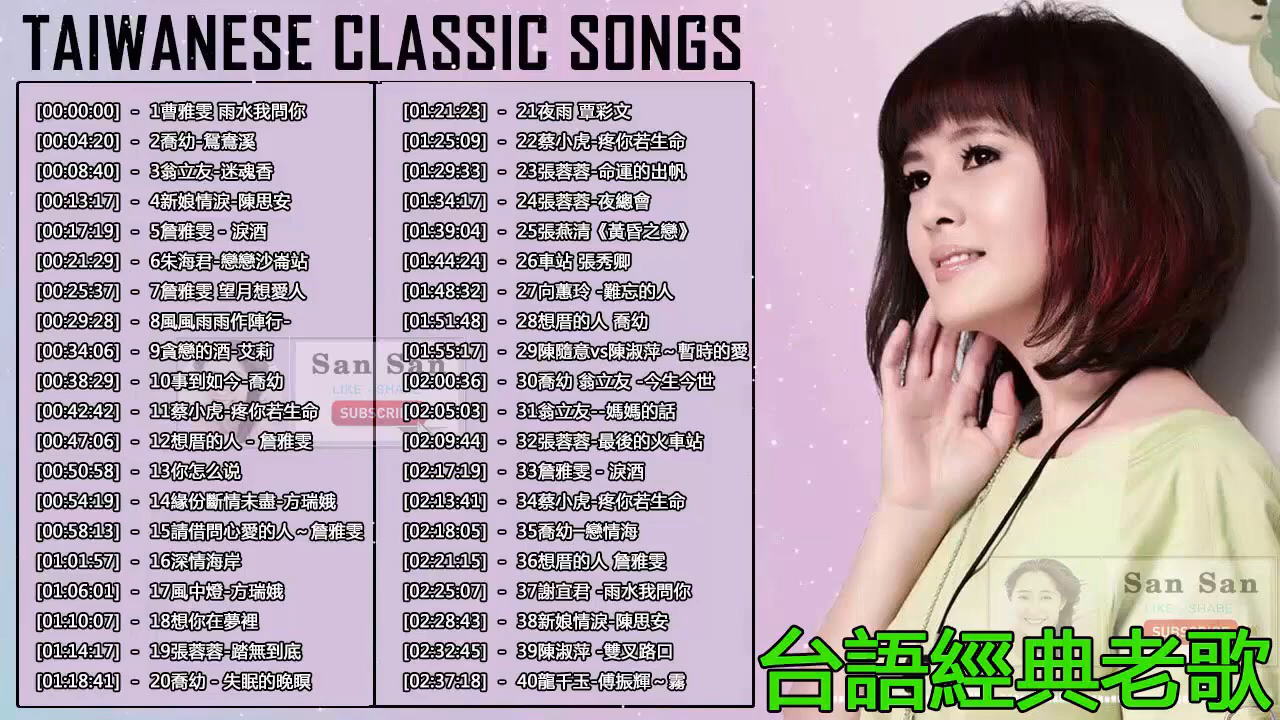 TAIWANESE CLASSIC SONGS
[00:00:00] - 1曹雅雯 雨水我問你
[00:04:20] - 2喬幼-鴛鴦溪
[00:08:40] - 3翁立友-迷魂香
[00:13:17] - 4新娘情淚-陳思安
[00:17:19] - 5詹雅雯 - 淚酒
[00:21:29] - 6朱海君-戀戀沙崙站
[00:25:37] - 7詹雅雯 望月想愛人
[00:29:28] - 8風風雨雨作陣行-
[00:34:06] - 9貪戀的酒-艾莉
[00:38:29] - 10事到如今-喬幼
[00:42:42] - 11蔡小虎-疼你若生命
[00:47:06] - 12想厝的人 - 詹雅雯
[00:50:58] - 13你怎么说
[00:54:19] - 14緣份斷情未盡-方瑞娥
[00:58:13] - 15請借問心愛的人～詹雅雯
[01:01:57] - 16深情海岸
[01:06:01] - 17風中燈-方瑞娥
[01:10:07] - 18想你在夢裡
[01:14:17] - 19張蓉蓉-踏無到底
[01:18:41] - 20喬幼 - 失眠的晚暝
[01:21:23] - 21夜雨 覃彩文
[01:25:09] - 22蔡小虎-疼你若生命
[01:29:33] - 23張蓉蓉-命運的出帆
[01:34:17] - 24張蓉蓉-夜總會
[01:39:04] - 25張燕清《黃昏之戀》
[01:44:24] - 26車站 張秀卿
[01:48:32] - 27向蕙玲 -難忘的人
[01:51:48] - 28想厝的人 喬幼
[01:55:17] - 29陳隨意vs陳淑萍～暫時的愛
[02:00:36] - 30喬幼 翁立友 -今生今世
[02:05:03] - 31翁立友--媽媽的話
[02:09:44] - 32張蓉蓉-最後的火車站
[02:17:19] - 33詹雅雯 - 淚酒
[02:13:41] - 34蔡小虎-疼你若生命
[02:18:05] - 35喬幼─戀情海
[02:21:15] - 36想厝的人 詹雅雯
[02:25:07] - 37謝宜君 -雨水我問你
[02:28:43] - 38新娘情淚-陳思安
[02:32:45] - 39陳淑萍 -雙叉路口
[02:37:18] - 40龍千玉-傅振輝～霧
San San
LIKE - SHARE
SUBSCRIBE
San San
LIKE - SHARE
SUBSCRIBE
台語經典老歌